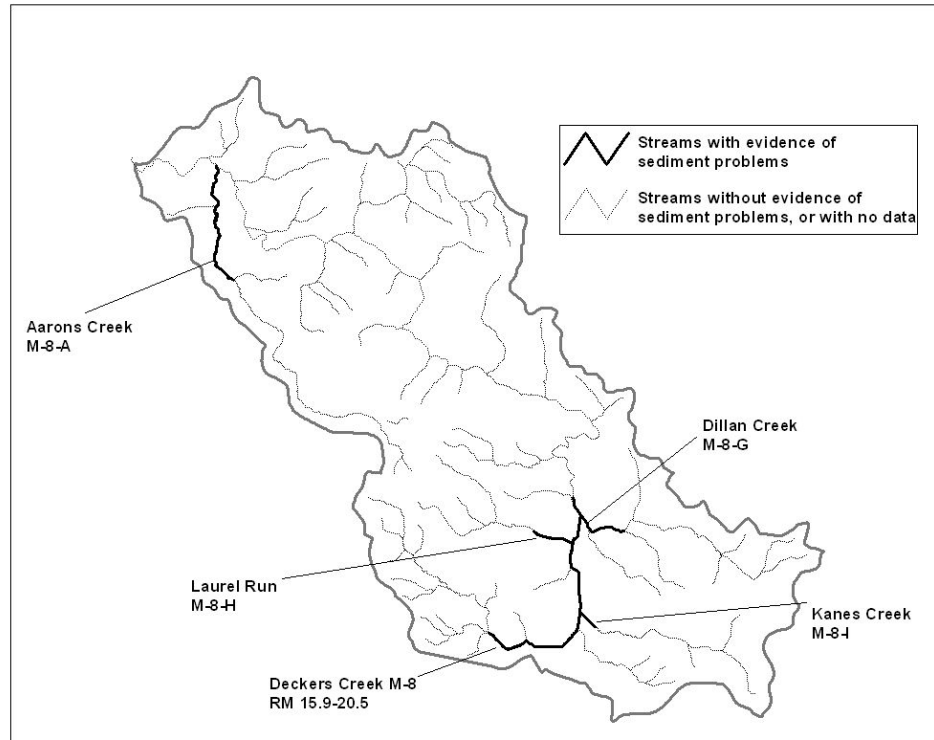 Streams with evidence of
sediment problems
Streams without evidence of
sediment problems, or with no data
Aarons Creek
M-8-A
Dillan Creek
M-8-G
Laurel Run
M-8-H
Kanes Creek
M-8-I
Deckers Creek M-8
RM 15.9-20.5